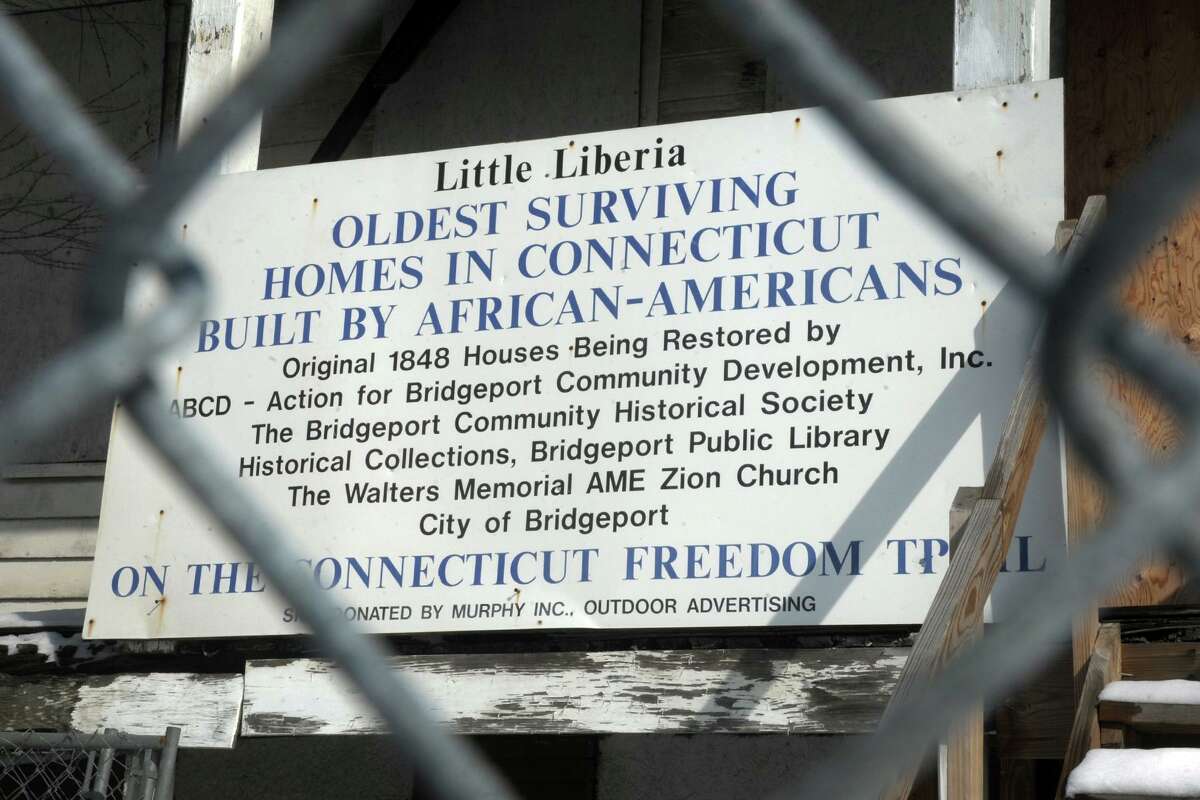 Little Liberia
OLDEST SURVIVING
HOMES IN CONNECTICUT
BUILT BY AFRICAN-AMERICANS
Original 1848 Houses Being Restored by
ABCD - Action for Bridgeport Community Development, Inc.
The Bridgeport Community Historical Society
Historical Collections, Bridgeport Public Library
The Walters Memorial AME Zion Church
City of Bridgeport
ON THE CONNECTICUT FREEDOM TRAIL
SIGN DONATED BY MURPHY INC., OUTDOOR ADVERTISING